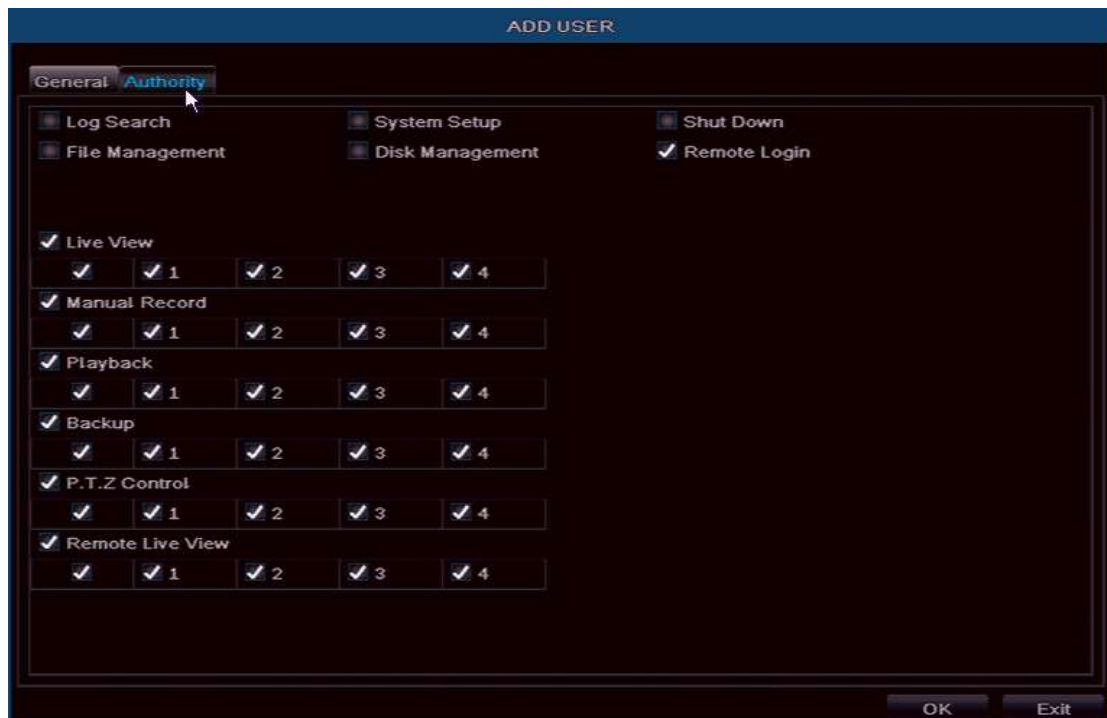 ADD USER
General Authority
Log Search System Setup Shut Down
File Management Disk Management Remote Login
Live View
1 2 3 4
Manual Record
1 2 3 4
Playback
1 2 3 4
Backup
1 2 3 4
P.T.Z Control
1 2 3 4
Remote Live View
1 2 3 4
OK Exit